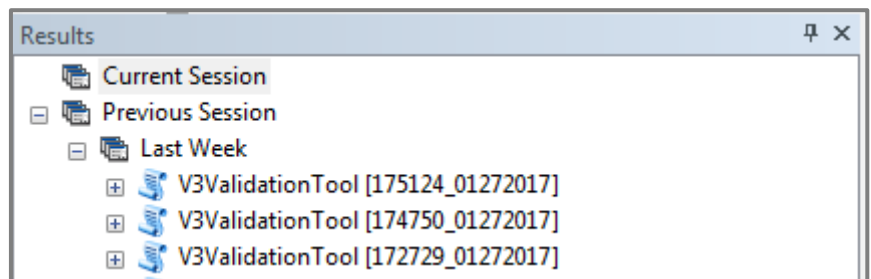 Results
Current Session
Previous Session
Last Week
V3ValidationTool [175124_01272017]
V3ValidationTool [174750_01272017]
V3ValidationTool [172729_01272017]